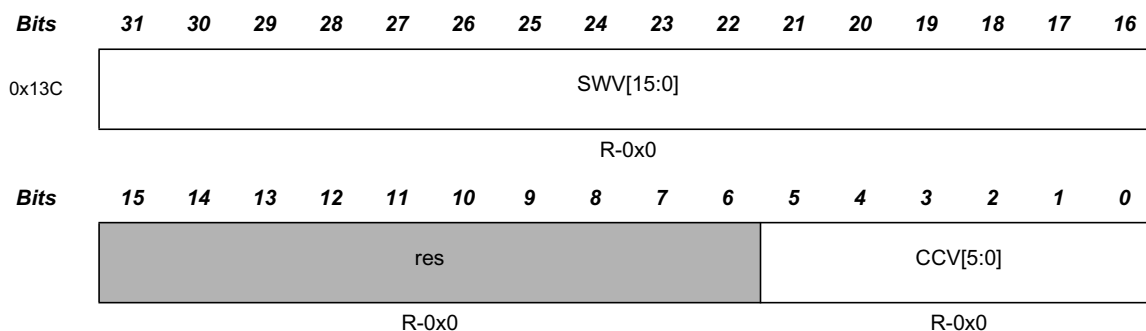 Bits 31 30 29 28 27 26 25 24 23 22 21 20 19 18 17 16
0x13C SWV[15:0]
R-0x0
Bits 15 14 13 12 11 10 9 8 7 6 5 4 3 2 1 0
res CCV[5:0]
R-0x0 R-0x0